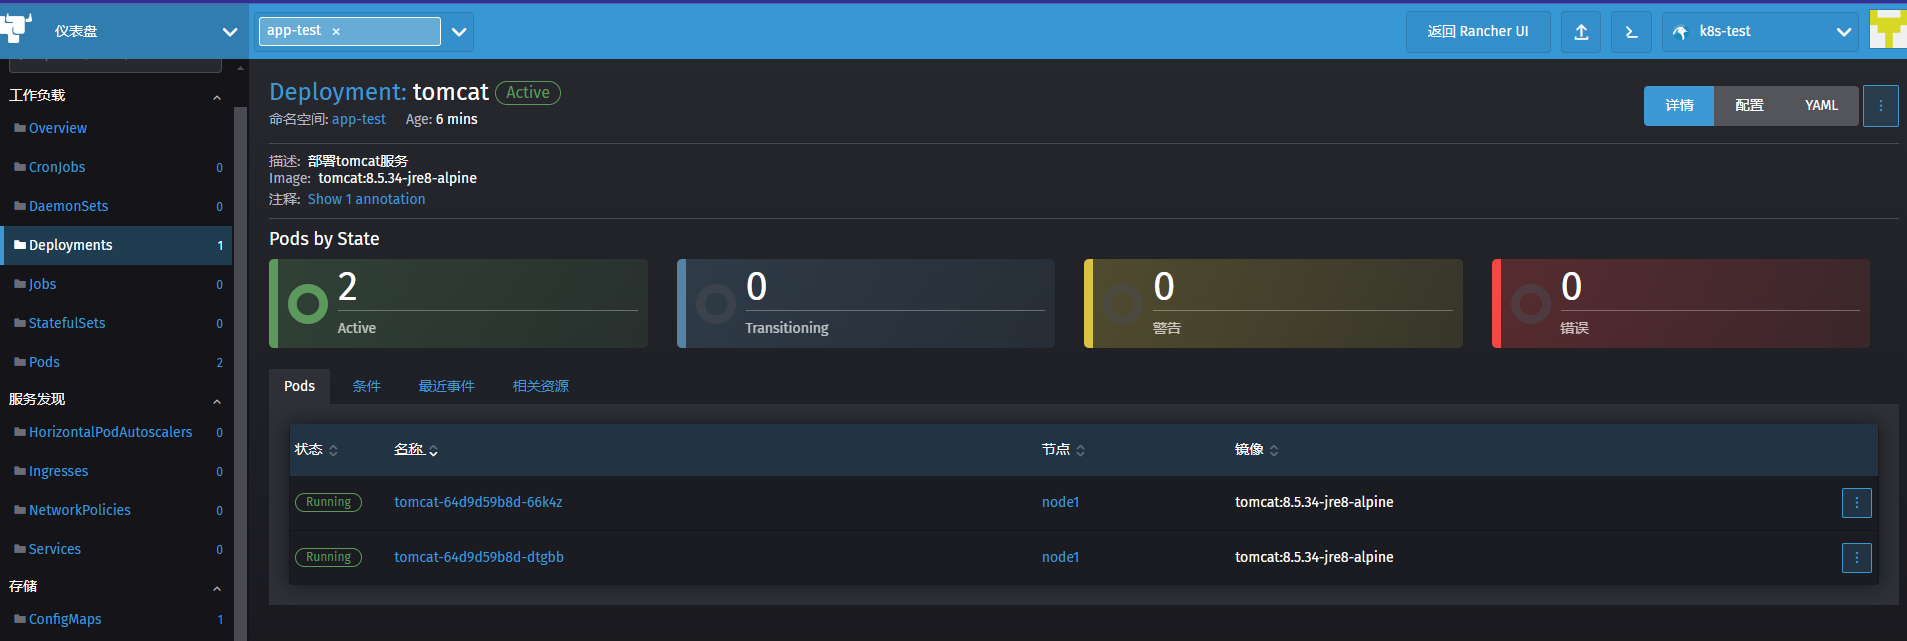 仪表盘
app-test ×
返回 Rancher UI
k8s-test
工作负载
Overview
CronJobs 0
DaemonSets 0
Deployments 1
Jobs 0
StatefulSets 0
Pods 2
服务发现
HorizontalPodAutoscalers 0
Ingresses 0
NetworkPolicies 0
Services 0
存储
ConfigMaps 1
Deployment: tomcat Active
命名空间: app-test Age: 6 mins
详情 配置 YAML
描述: 部署tomcat服务
Image: tomcat:8.5.34-jre8-alpine
注释: Show 1 annotation
Pods by State
2 0 0 0
Active Transitioning 警告 错误
Pods 条件 最近事件 相关资源
状态 名称 节点 镜像
Running tomcat-64d9d59b8d-66k4z node1 tomcat:8.5.34-jre8-alpine
Running tomcat-64d9d59b8d-dtgbb node1 tomcat:8.5.34-jre8-alpine